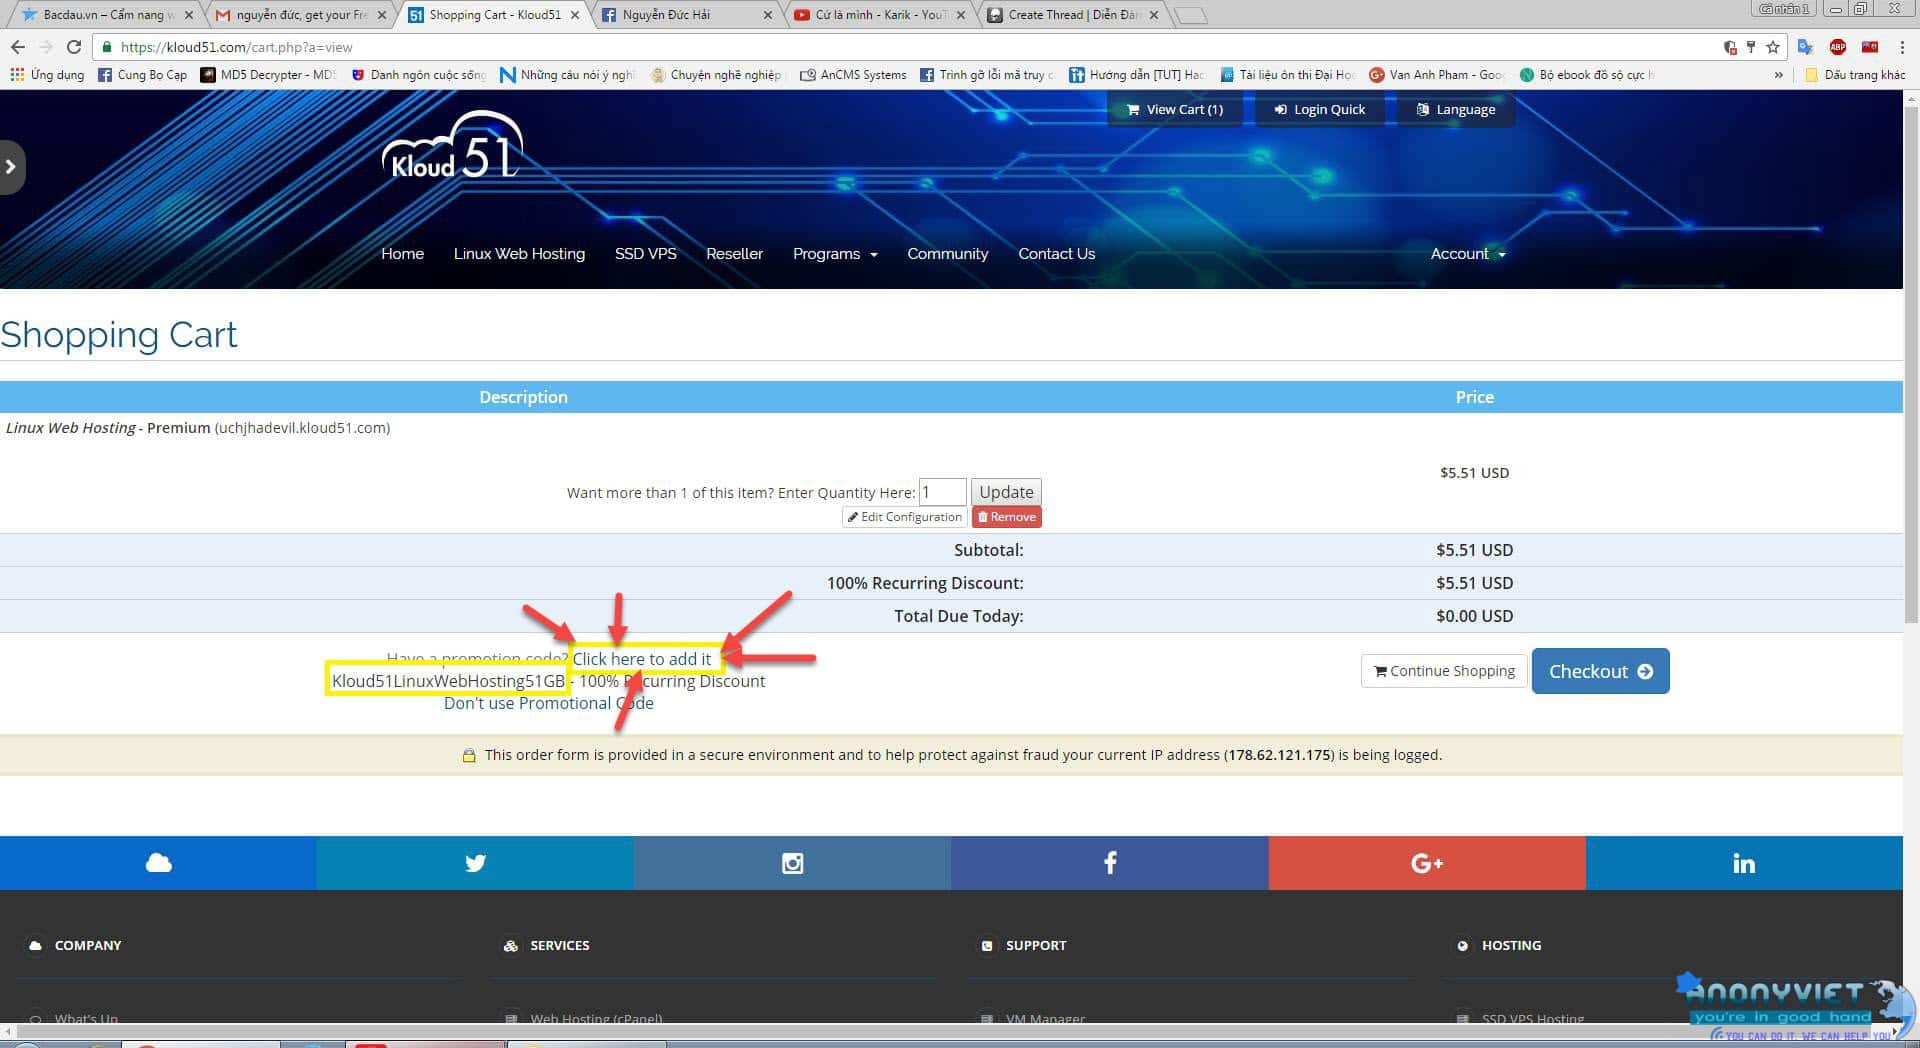 Bacdau.vn – Cẩm nang
nguyễn đức, get your Fre
Shopping Cart - Kloud51
Nguyễn Đức Hải
Cứ là mình - Karik - YouT
Create Thread | Diễn Đàn
Cá nhân 1
https://kloud51.com/cart.php?a=view
ABP
Ứng dụng
Cung Bọ Cạp
MD5 Decrypter - MD5
Danh ngôn cuộc sống
Những câu nói ý ngh
Chuyện nghề nghiệp
AnCMS Systems
Trình gỡ lỗi mã truy c
Hướng dẫn [TUT] Hac
Tài liệu ôn thi Đại Họ
Van Anh Pham - Goo
Bộ ebook đồ sộ cực h
»
Dấu trang khác
View Cart (1)
Login Quick
Language
Kloud 51
Home
Linux Web Hosting
SSD VPS
Reseller
Programs
Community
Contact Us
Account
Shopping Cart
Description
Price
Linux Web Hosting - Premium (uchjhadevil.kloud51.com)
$5.51 USD
Want more than 1 of this item? Enter Quantity Here: 1 Update
Edit Configuration
Remove
Subtotal: $5.51 USD
100% Recurring Discount: $5.51 USD
Total Due Today: $0.00 USD
Have a promotion code? Click here to add it
Kloud51LinuxWebHosting51GB - 100% Recurring Discount
Don't use Promotional Code
Continue Shopping
Checkout
This order form is provided in a secure environment and to help protect against fraud your current IP address (178.62.121.175) is being logged.
G+
in
COMPANY
SERVICES
SUPPORT
HOSTING
What's Up
Web Hosting (cPanel)
VM Manager
SSD VPS Hosting
ANONYVIET
you're in good hand
YOU CAN DO IT, WE CAN HELP YOU